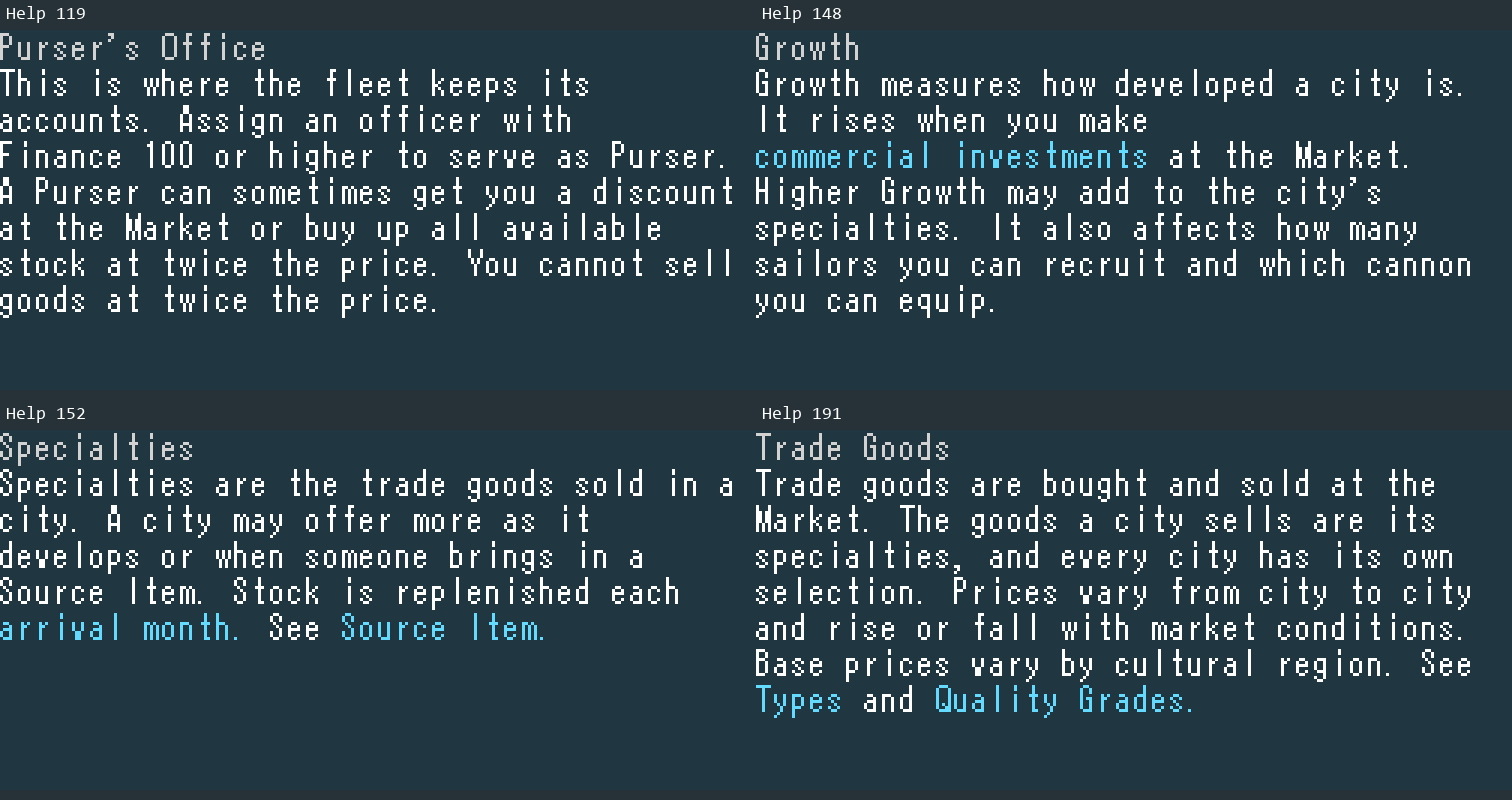 Help 119
Purser's Office
This is where the fleet keeps its
accounts. Assign an officer with
Finance 100 or higher to serve as Purser.
A Purser can sometimes get you a discount
at the Market or buy up all available
stock at twice the price. You cannot sell
goods at twice the price.
Help 148
Growth
Growth measures how developed a city is.
It rises when you make
commercial investments at the Market.
Higher Growth may add to the city's
specialties. It also affects how many
sailors you can recruit and which cannon
you can equip.
Help 152
Specialties
Specialties are the trade goods sold in a
city. A city may offer more as it
develops or when someone brings in a
Source Item. Stock is replenished each
arrival month. See Source Item.
Help 191
Trade Goods
Trade goods are bought and sold at the
Market. The goods a city sells are its
specialties, and every city has its own
selection. Prices vary from city to city
and rise or fall with market conditions.
Base prices vary by cultural region. See
Types and Quality Grades.